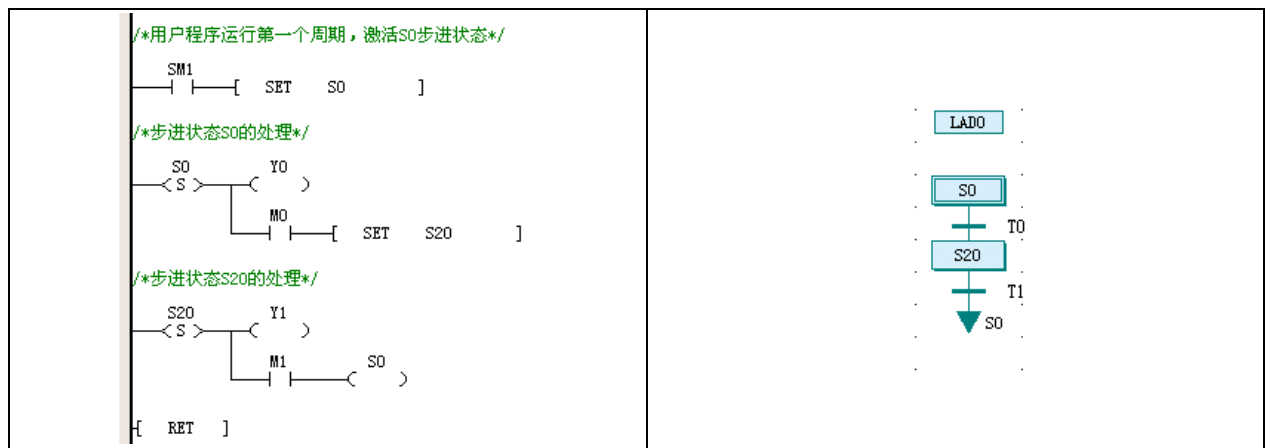 /*用户程序运行第一个周期，激活S0步进状态*/
SM1
[ SET S0 ]
/*步进状态S0的处理*/
S0 Y0
< S > ( )
M0
[ SET S20 ]
/*步进状态S20的处理*/
S20 Y1
< S > ( )
M1 S0
( )
[ RET ]
LAD0
S0
T0
S20
T1
S0